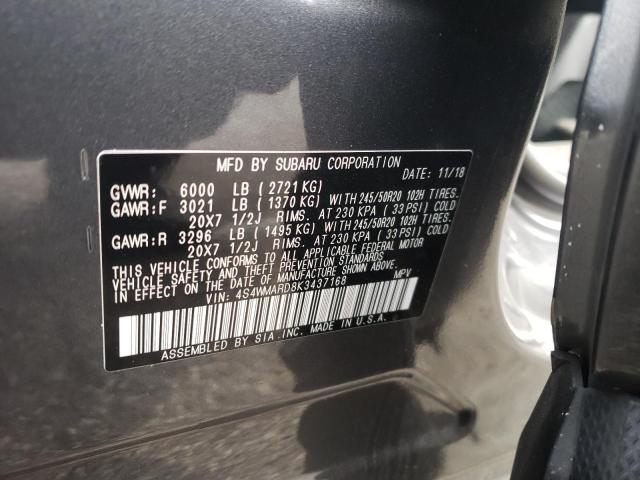 MFD BY SUBARU CORPORATION
DATE: 11/18
GVWR: 6000 LB (2721 KG)
GAWR:F 3021 LB (1370 KG) WITH 245/50R20 102H TIRES.
20X7 1/2J RIMS. AT 230 KPA (33 PSI) COLD
GAWR:R 3296 LB (1495 KG) WITH 245/50R20 102H TIRES.
20X7 1/2J RIMS. AT 230 KPA (33 PSI) COLD
THIS VEHICLE CONFORMS TO ALL APPLICABLE FEDERAL MOTOR
VEHICLE SAFETY AND THEFT PREVENTION STANDARDS
IN EFFECT ON THE DATE OF MANUFACTURE SHOWN ABOVE.
VIN: 4S4WMARD8K3437168 MPV
ASSEMBLED BY SIA,INC. MADE IN U.S.A.